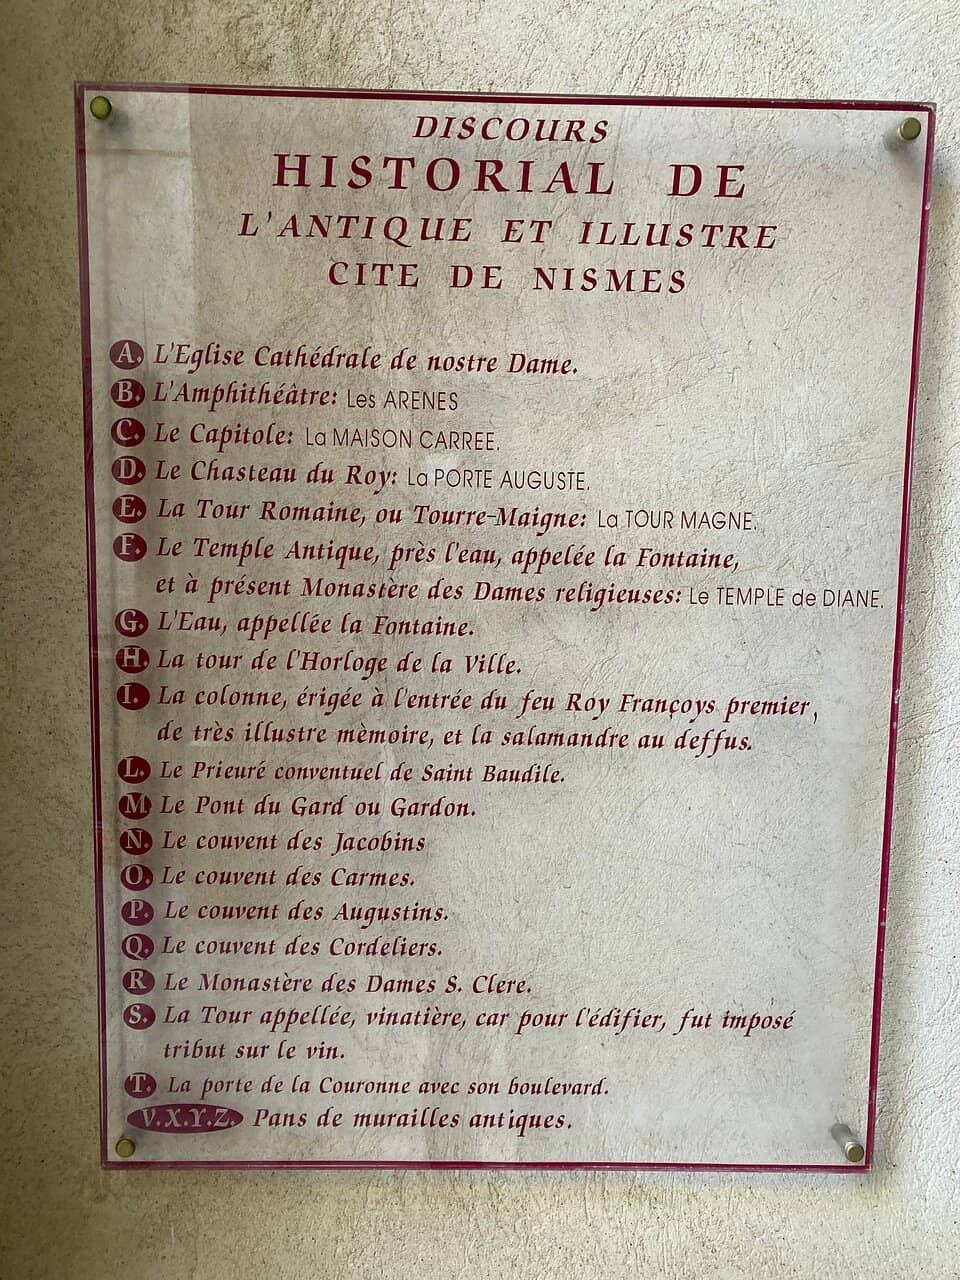 DISCOURS
HISTORIAL DE
L'ANTIQUE ET ILLUSTRE
CITE DE NISMES
A. L'Eglise Cathédrale de nostre Dame.
B. L'Amphithéâtre: Les ARENES
C. Le Capitole: La MAISON CARREE.
D. Le Chasteau du Roy: La PORTE AUGUSTE.
E. La Tour Romaine, ou Tourre-Maigne: La TOUR MAGNE.
F. Le Temple Antique, près l'eau, appelée la Fontaine,
et à présent Monastère des Dames religieuses: Le TEMPLE de DIANE.
G. L'Eau, appellée la Fontaine.
H. La tour de l'Horloge de la Ville.
I. La colonne, érigée à l'entrée du feu Roy Françoys premier,
de très illustre mèmoire, et la salamandre au deffus.
L. Le Prieuré conventuel de Saint Baudile.
M Le Pont du Gard ou Gardon.
N. Le couvent des Jacobins
O. Le couvent des Carmes.
P. Le couvent des Augustins.
Q. Le couvent des Cordeliers.
R Le Monastère des Dames S. Clere.
S. La Tour appellée, vinatière, car pour l'édifier, fut imposé
tribut sur le vin.
T. La porte de la Couronne avec son boulevard.
V.X.Y.Z. Pans de murailles antiques.